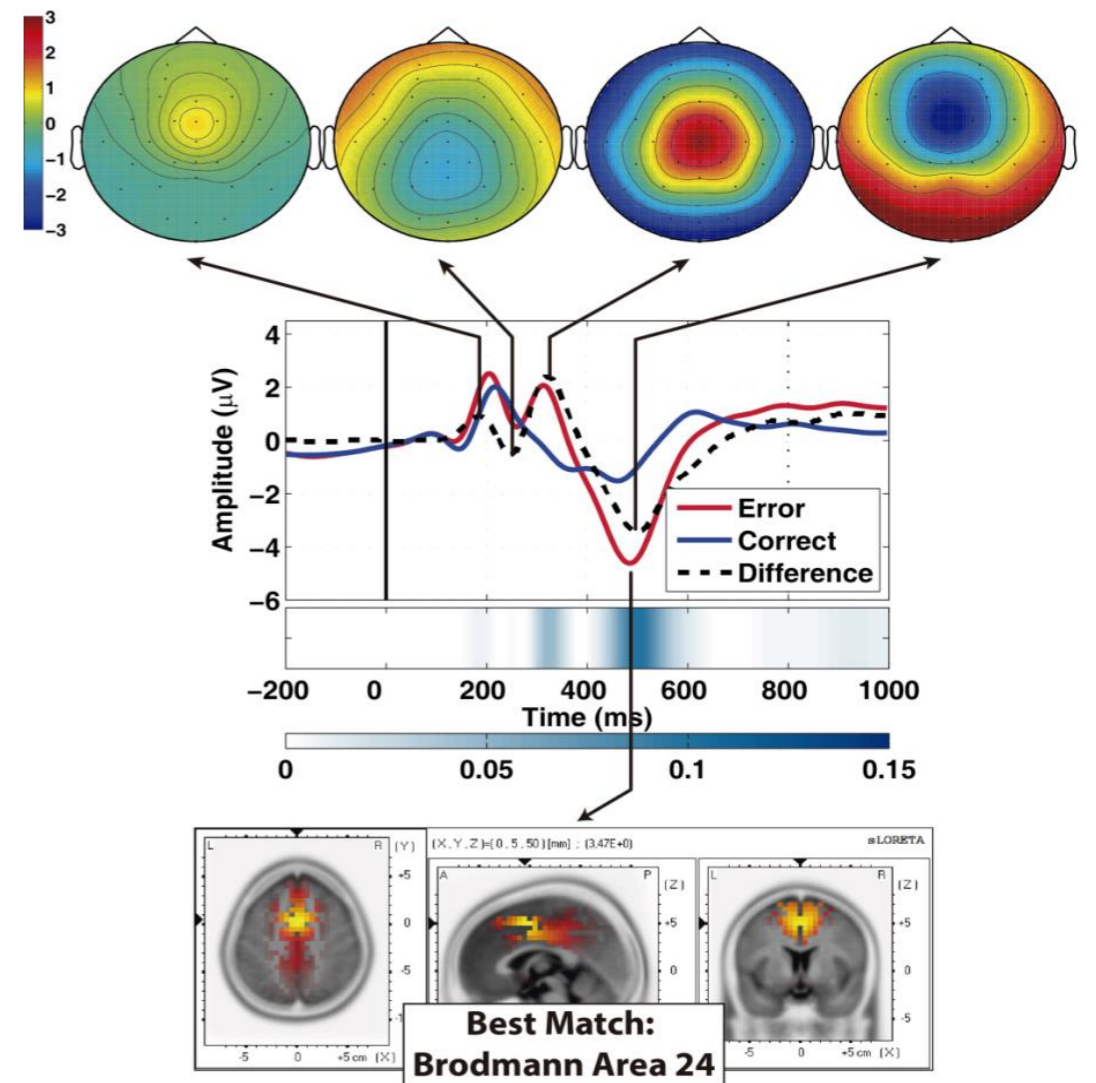 3
2
1
0
−1
−2
−3
4
2
0
−2
−4
−6
Amplitude (μV)
Error
Correct
Difference
−200 0 200 400 600 800 1000
Time (ms)
0 0.05 0.1 0.15
L R (Y)
+5
0
-5
-5 0 +5 cm (X)
(X,Y,Z)=(0,5,50)[mm] ; (3.47E+0)
sLORETA
A P (Z)
+5
0
L R (Z)
+5
0
-5
-5 0 +5 cm (X)
Best Match:
Brodmann Area 24